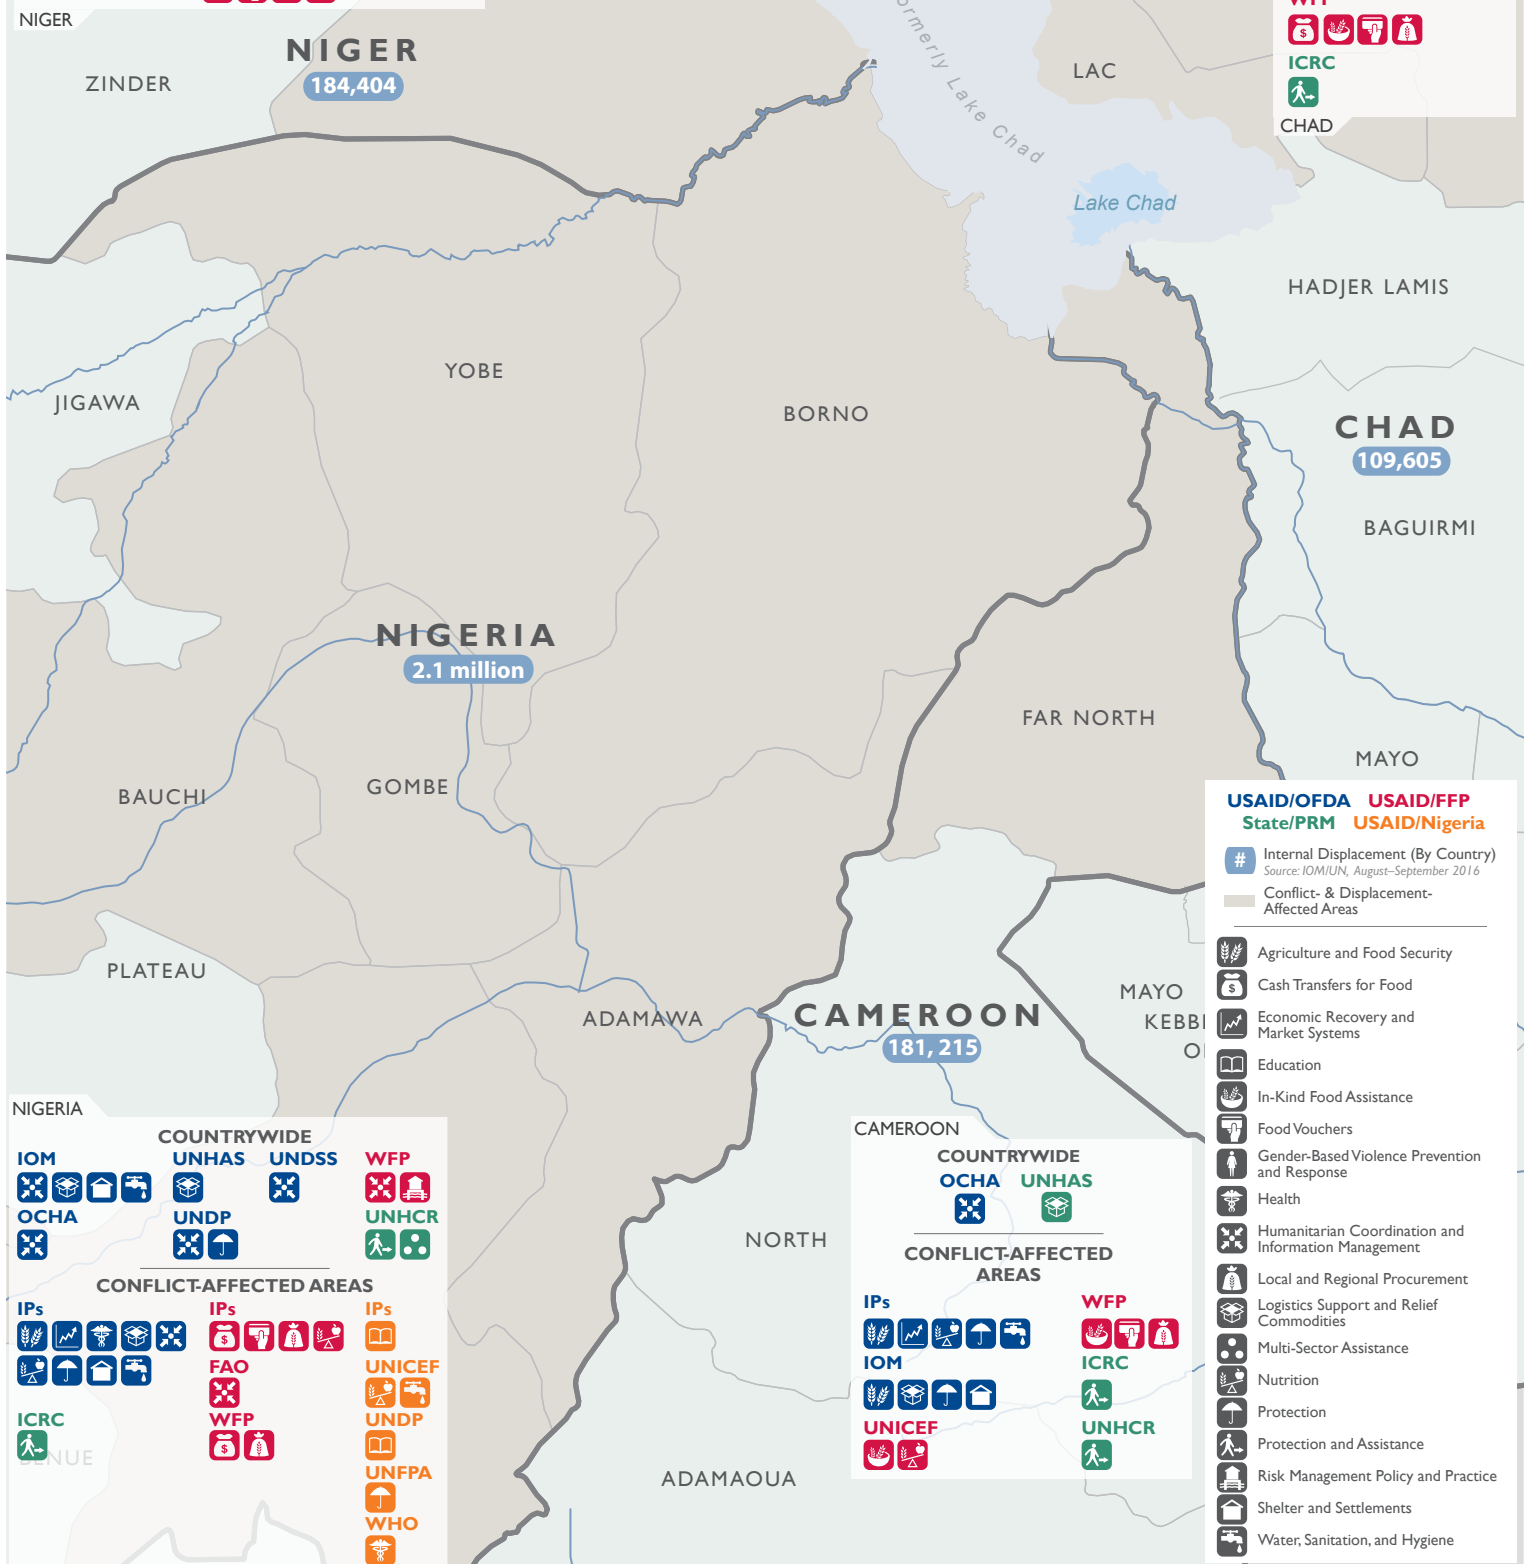 NIGER
WFP
ICRC
CHAD
NIGER
184,404
ZINDER
LAC
formerly Lake Chad
Lake Chad
HADJER LAMIS
YOBE
JIGAWA
BORNO
CHAD
109,605
BAGUIRMI
NIGERIA
2.1 million
FAR NORTH
MAYO
BAUCHI
GOMBE
PLATEAU
ADAMAWA
CAMEROON
181, 215
MAYO
NORTH
ADAMAOUA
USAID/OFDA USAID/FFP
State/PRM USAID/Nigeria
# Internal Displacement (By Country)
Source: IOM/UN, August–September 2016
Conflict- & Displacement-
Affected Areas
Agriculture and Food Security
Cash Transfers for Food
Economic Recovery and
Market Systems
Education
In-Kind Food Assistance
Food Vouchers
Gender-Based Violence Prevention
and Response
Health
Humanitarian Coordination and
Information Management
Local and Regional Procurement
Logistics Support and Relief
Commodities
Multi-Sector Assistance
Nutrition
Protection
Protection and Assistance
Risk Management Policy and Practice
Shelter and Settlements
Water, Sanitation, and Hygiene
NIGERIA
COUNTRYWIDE
IOM UNHAS UNDSS WFP
OCHA UNDP UNHCR
CONFLICT-AFFECTED AREAS
IPs IPs IPs
FAO UNICEF
ICRC WFP UNDP
UNFPA
WHO
BENUE
CAMEROON
COUNTRYWIDE
OCHA UNHAS
CONFLICT-AFFECTED
AREAS
IPs WFP
IOM ICRC
UNICEF UNHCR